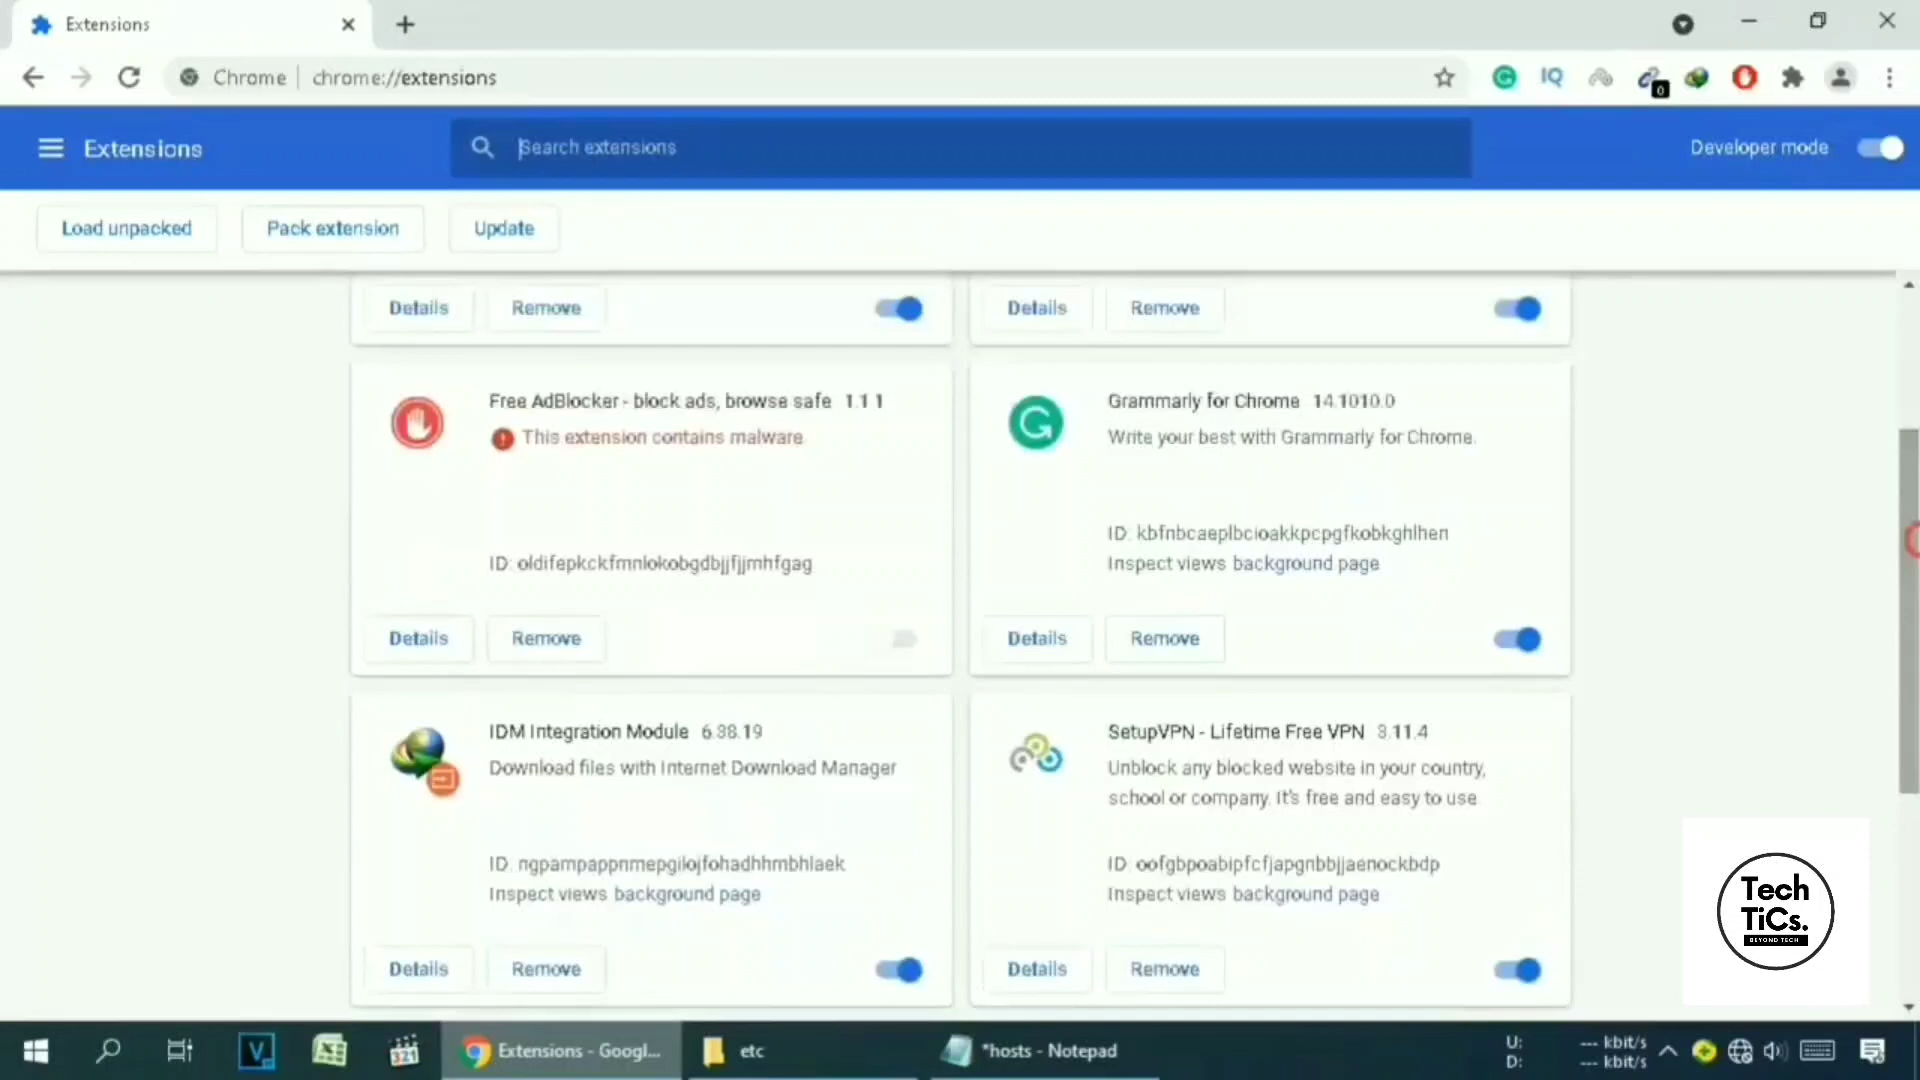 Extensions
Chrome
chrome://extensions
IQ
0
Extensions
Search extensions
Developer mode
Load unpacked
Pack extension
Update
Details
Remove
Details
Remove
Free AdBlocker - block ads, browse safe 1.1 1
This extension contains malware
ID: oldifepkckfmnlokobgdbjjfjjmhfgag
Details
Remove
Grammarly for Chrome 14.1010.0
Write your best with Grammarly for Chrome.
ID: kbfnbcaeplbcioakkpcpgfkobkghlhen
Inspect views background page
Details
Remove
IDM Integration Module 6.38.19
Download files with Internet Download Manager
ID: ngpampappnmepgilojfohadhhmbhlaek
Inspect views background page
Details
Remove
SetupVPN - Lifetime Free VPN 3.11.4
Unblock any blocked website in your country,
school or company. It's free and easy to use.
ID: oofgbpoabipfcfjapgnbbjjaenockbdp
Inspect views background page
Details
Remove
Tech
TiCs.
BEYOND TECH
V
321
Extensions - Googl...
etc
*hosts - Notepad
U: --- kbit/s
D: --- kbit/s